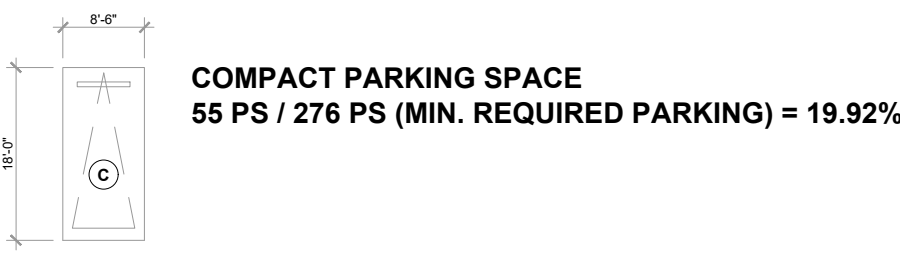 8'-6"
COMPACT PARKING SPACE
55 PS / 276 PS (MIN. REQUIRED PARKING) = 19.92%
18'-0"
C